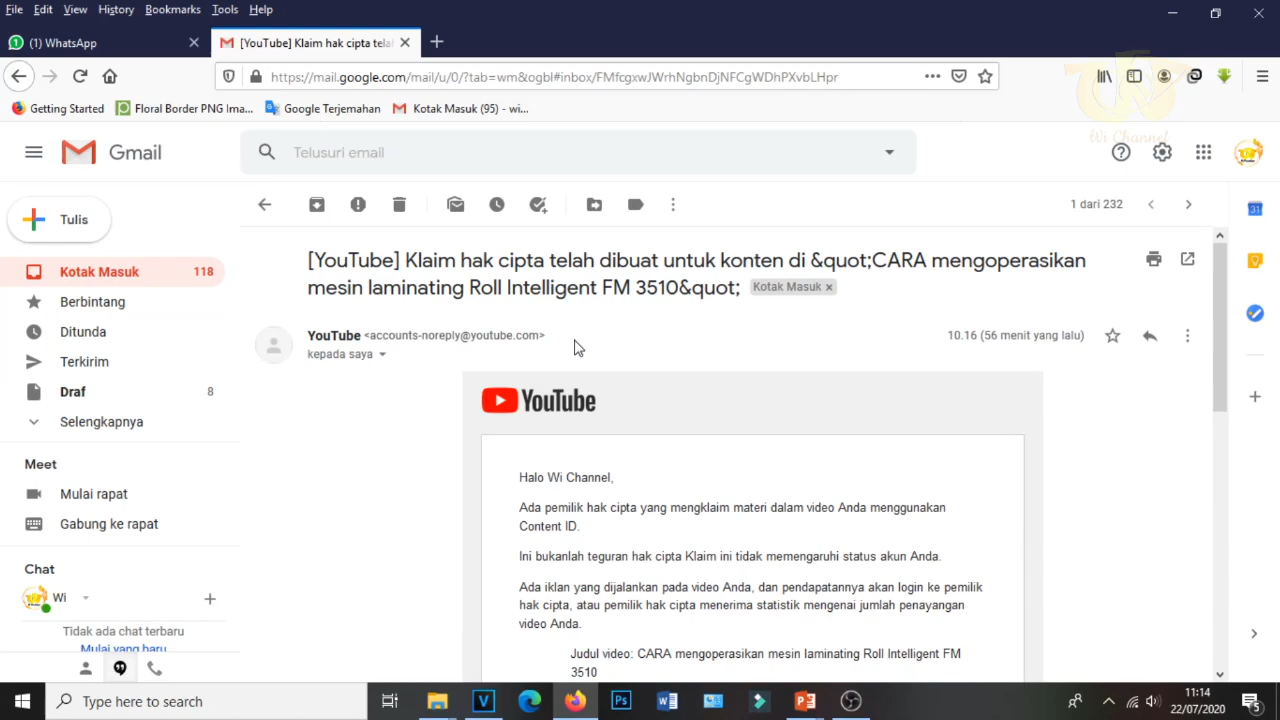 File Edit View History Bookmarks Tools Help
(1) WhatsApp
[YouTube] Klaim hak cipta tela
https://mail.google.com/mail/u/0/?tab=wm&ogbl#inbox/FMfcgxwJWrhNgbnDjNFCgWDhPXvbLHpr
Getting Started
Floral Border PNG Ima...
Google Terjemahan
Kotak Masuk (95) - wi...
Wi Channel
Gmail
Telusuri email
Tulis
1 dari 232
Kotak Masuk 118
Berbintang
Ditunda
Terkirim
Draf 8
Selengkapnya
Meet
Mulai rapat
Gabung ke rapat
Chat
Wi
Tidak ada chat terbaru
Mulai yang baru
[YouTube] Klaim hak cipta telah dibuat untuk konten di &quot;CARA mengoperasikan
mesin laminating Roll Intelligent FM 3510&quot; Kotak Masuk ×
YouTube <accounts-noreply@youtube.com>
10.16 (56 menit yang lalu)
kepada saya
YouTube
Halo Wi Channel,
Ada pemilik hak cipta yang mengklaim materi dalam video Anda menggunakan
Content ID.
Ini bukanlah teguran hak cipta Klaim ini tidak memengaruhi status akun Anda.
Ada iklan yang dijalankan pada video Anda, dan pendapatannya akan login ke pemilik
hak cipta, atau pemilik hak cipta menerima statistik mengenai jumlah penayangan
video Anda.
Judul video: CARA mengoperasikan mesin laminating Roll Intelligent FM
3510
31
Type here to search
11:14
22/07/2020
5